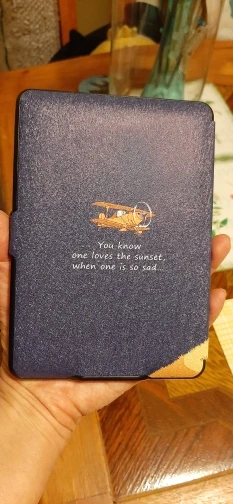 You know
one loves the sunset,
when one is so sad...